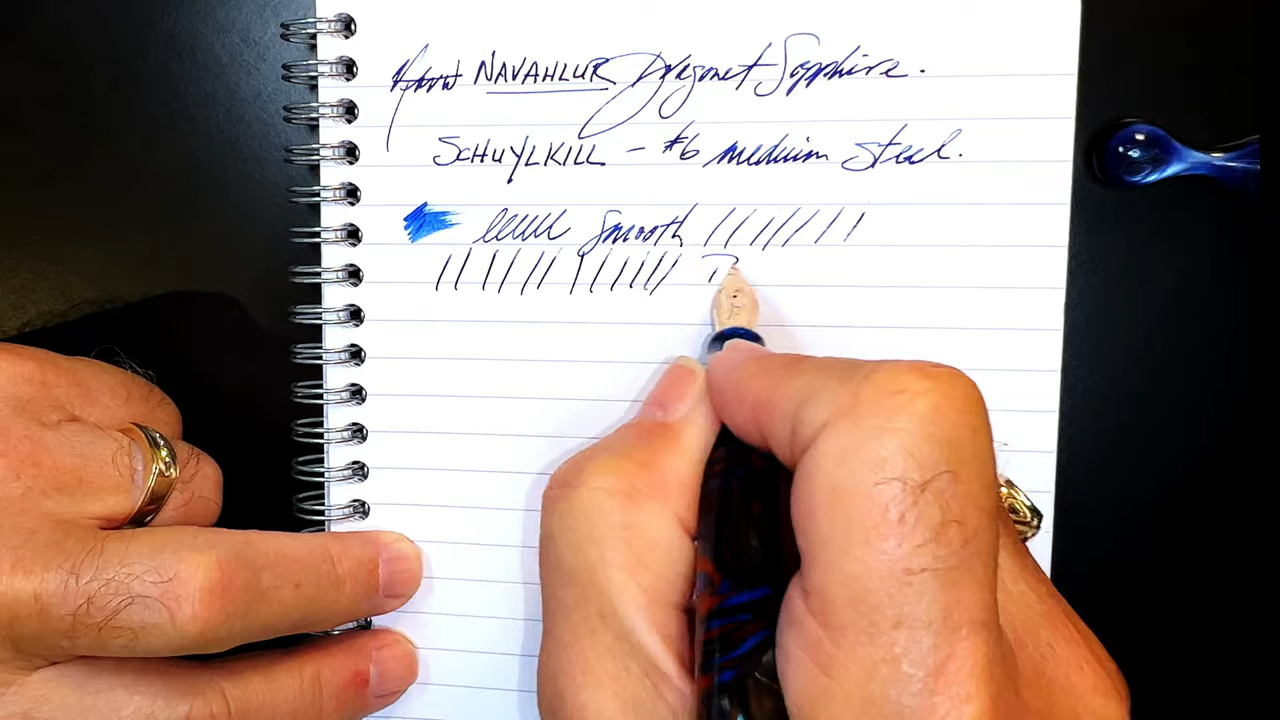 NAVAHLUR Dragonet Sapphire.
SCHUYLKILL – #6 medium steel.
Smooth
T